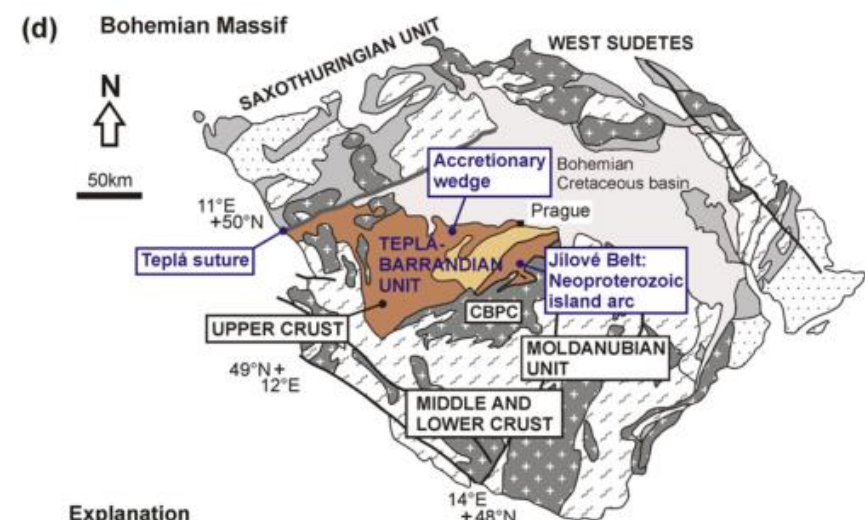 (d) Bohemian Massif
N
50km
SAXOTHURINGIAN UNIT
WEST SUDETES
Accretionary
wedge
Bohemian
Cretaceous basin
11°E
+50°N
Prague
Teplá suture
TEPLÁ-
BARRANDIAN
UNIT
Jílové Belt:
Neoproterozoic
island arc
UPPER CRUST
CBPC
MOLDANUBIAN
UNIT
49°N +
12°E
MIDDLE AND
LOWER CRUST
14°E
+48°N
Explanation